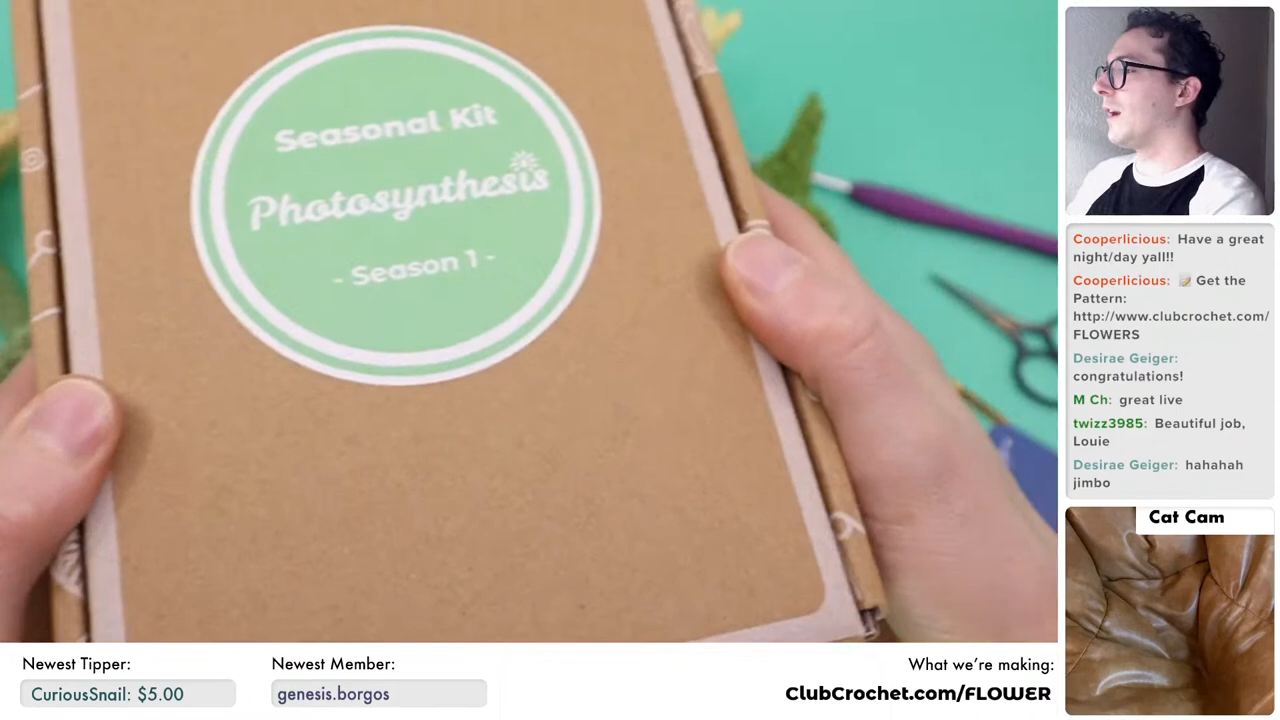 Seasonal Kit
Photosynthesis
- Season 1 -
Cooperlicious: Have a great
night/day yall!!
Cooperlicious: 📝 Get the
Pattern:
http://www.clubcrochet.com/
FLOWERS
Desirae Geiger:
congratulations!
M Ch: great live
twizz3985: Beautiful job,
Louie
Desirae Geiger: hahahah
jimbo
Cat Cam
Newest Tipper:
CuriousSnail: $5.00
Newest Member:
genesis.borgos
What we're making:
ClubCrochet.com/FLOWER